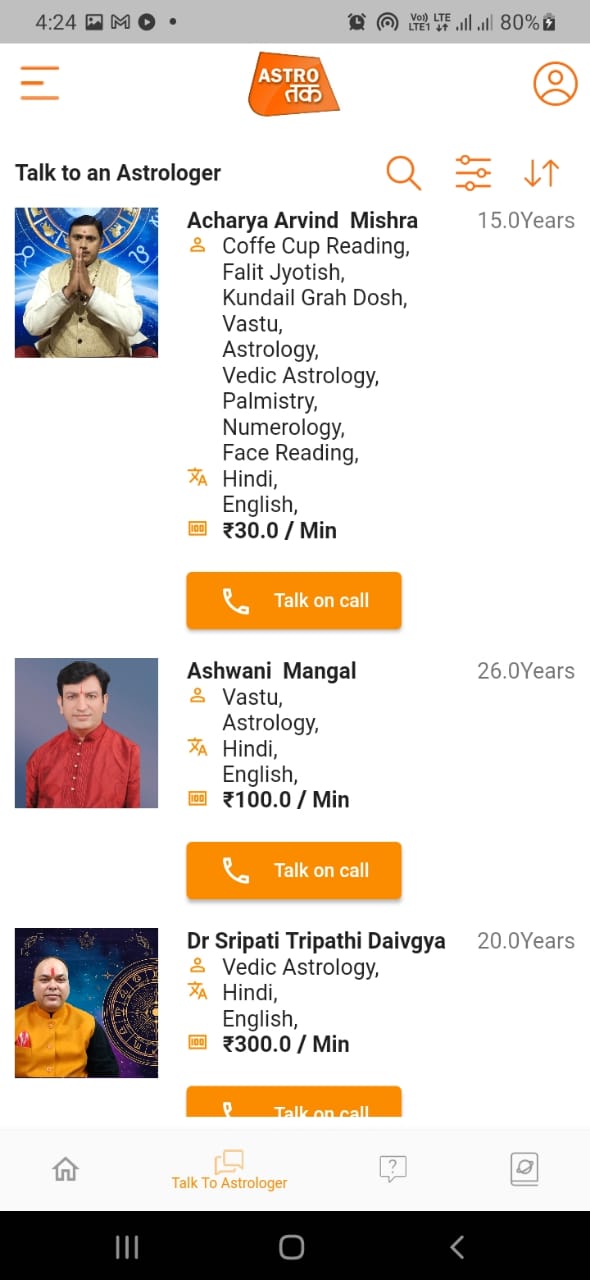 4:24
Vo) LTE
LTE1
80%
ASTRO
तक
Talk to an Astrologer
Acharya Arvind Mishra 15.0Years
Coffe Cup Reading,
Falit Jyotish,
Kundail Grah Dosh,
Vastu,
Astrology,
Vedic Astrology,
Palmistry,
Numerology,
Face Reading,
Hindi,
English,
₹30.0 / Min
Talk on call
Ashwani Mangal 26.0Years
Vastu,
Astrology,
Hindi,
English,
₹100.0 / Min
Talk on call
Dr Sripati Tripathi Daivgya 20.0Years
Vedic Astrology,
Hindi,
English,
₹300.0 / Min
Talk on call
Talk To Astrologer